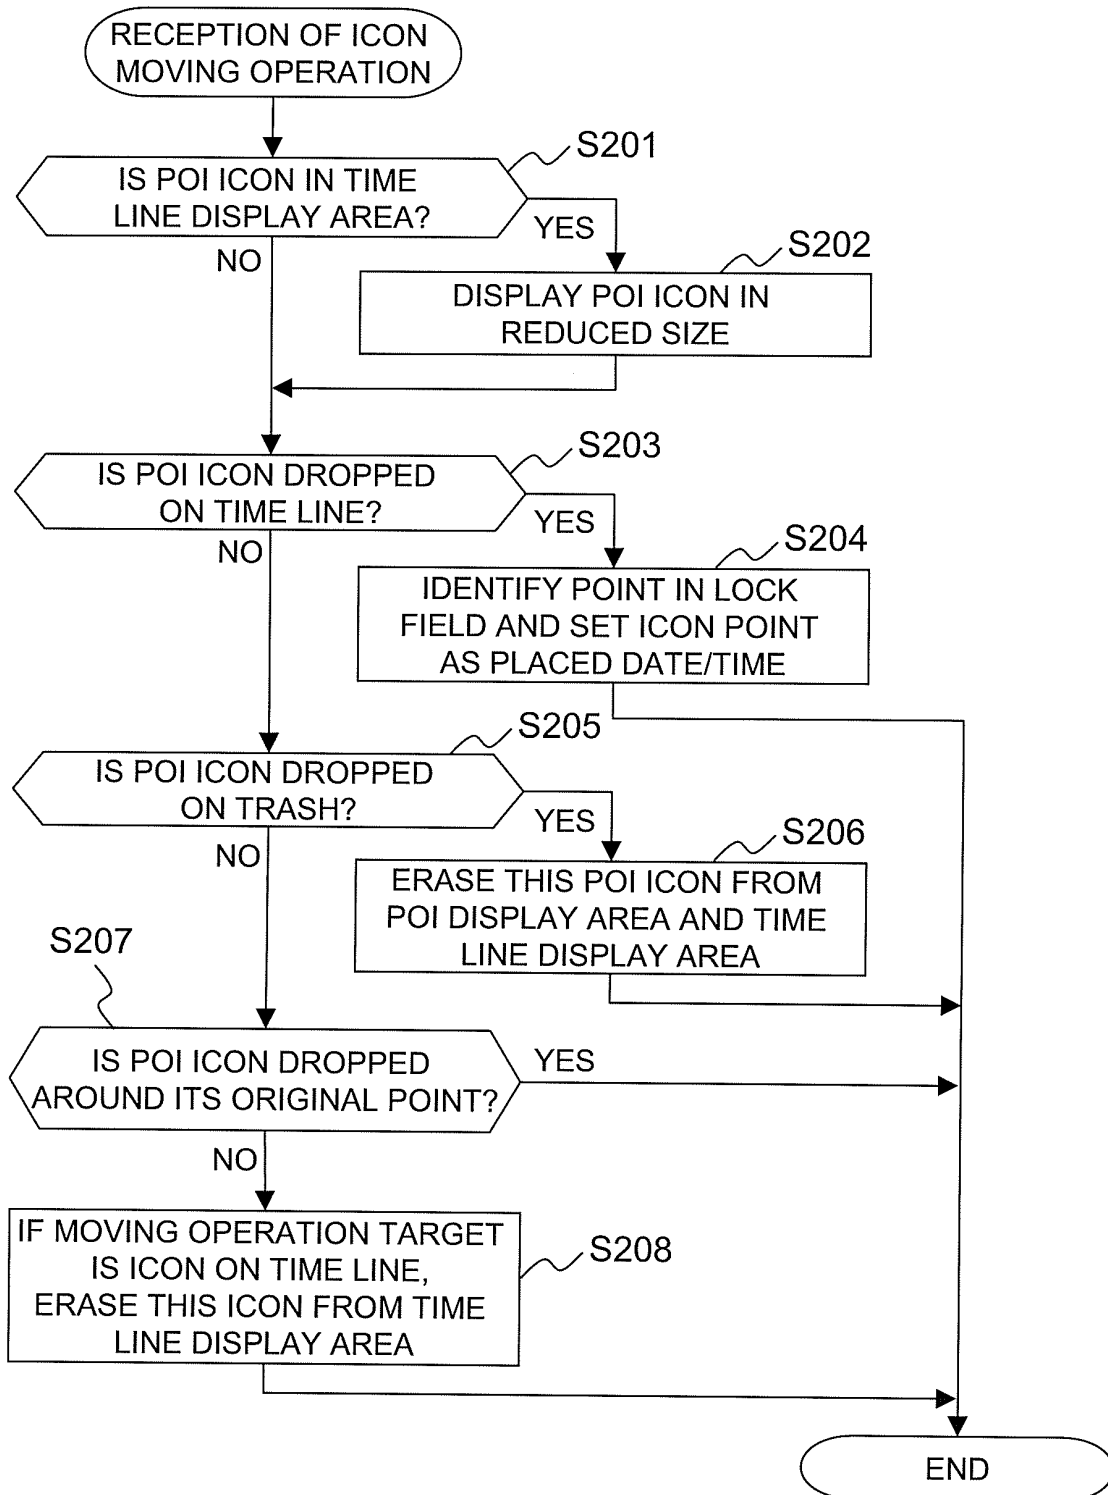 RECEPTION OF ICON
MOVING OPERATION
S201
IS POI ICON IN TIME
LINE DISPLAY AREA?
YES
NO
S202
DISPLAY POI ICON IN
REDUCED SIZE
S203
IS POI ICON DROPPED
ON TIME LINE?
YES
NO
S204
IDENTIFY POINT IN LOCK
FIELD AND SET ICON POINT
AS PLACED DATE/TIME
S205
IS POI ICON DROPPED
ON TRASH?
YES
NO
S206
ERASE THIS POI ICON FROM
POI DISPLAY AREA AND TIME
LINE DISPLAY AREA
S207
IS POI ICON DROPPED
AROUND ITS ORIGINAL POINT?
YES
NO
IF MOVING OPERATION TARGET
IS ICON ON TIME LINE,
ERASE THIS ICON FROM TIME
LINE DISPLAY AREA
S208
END